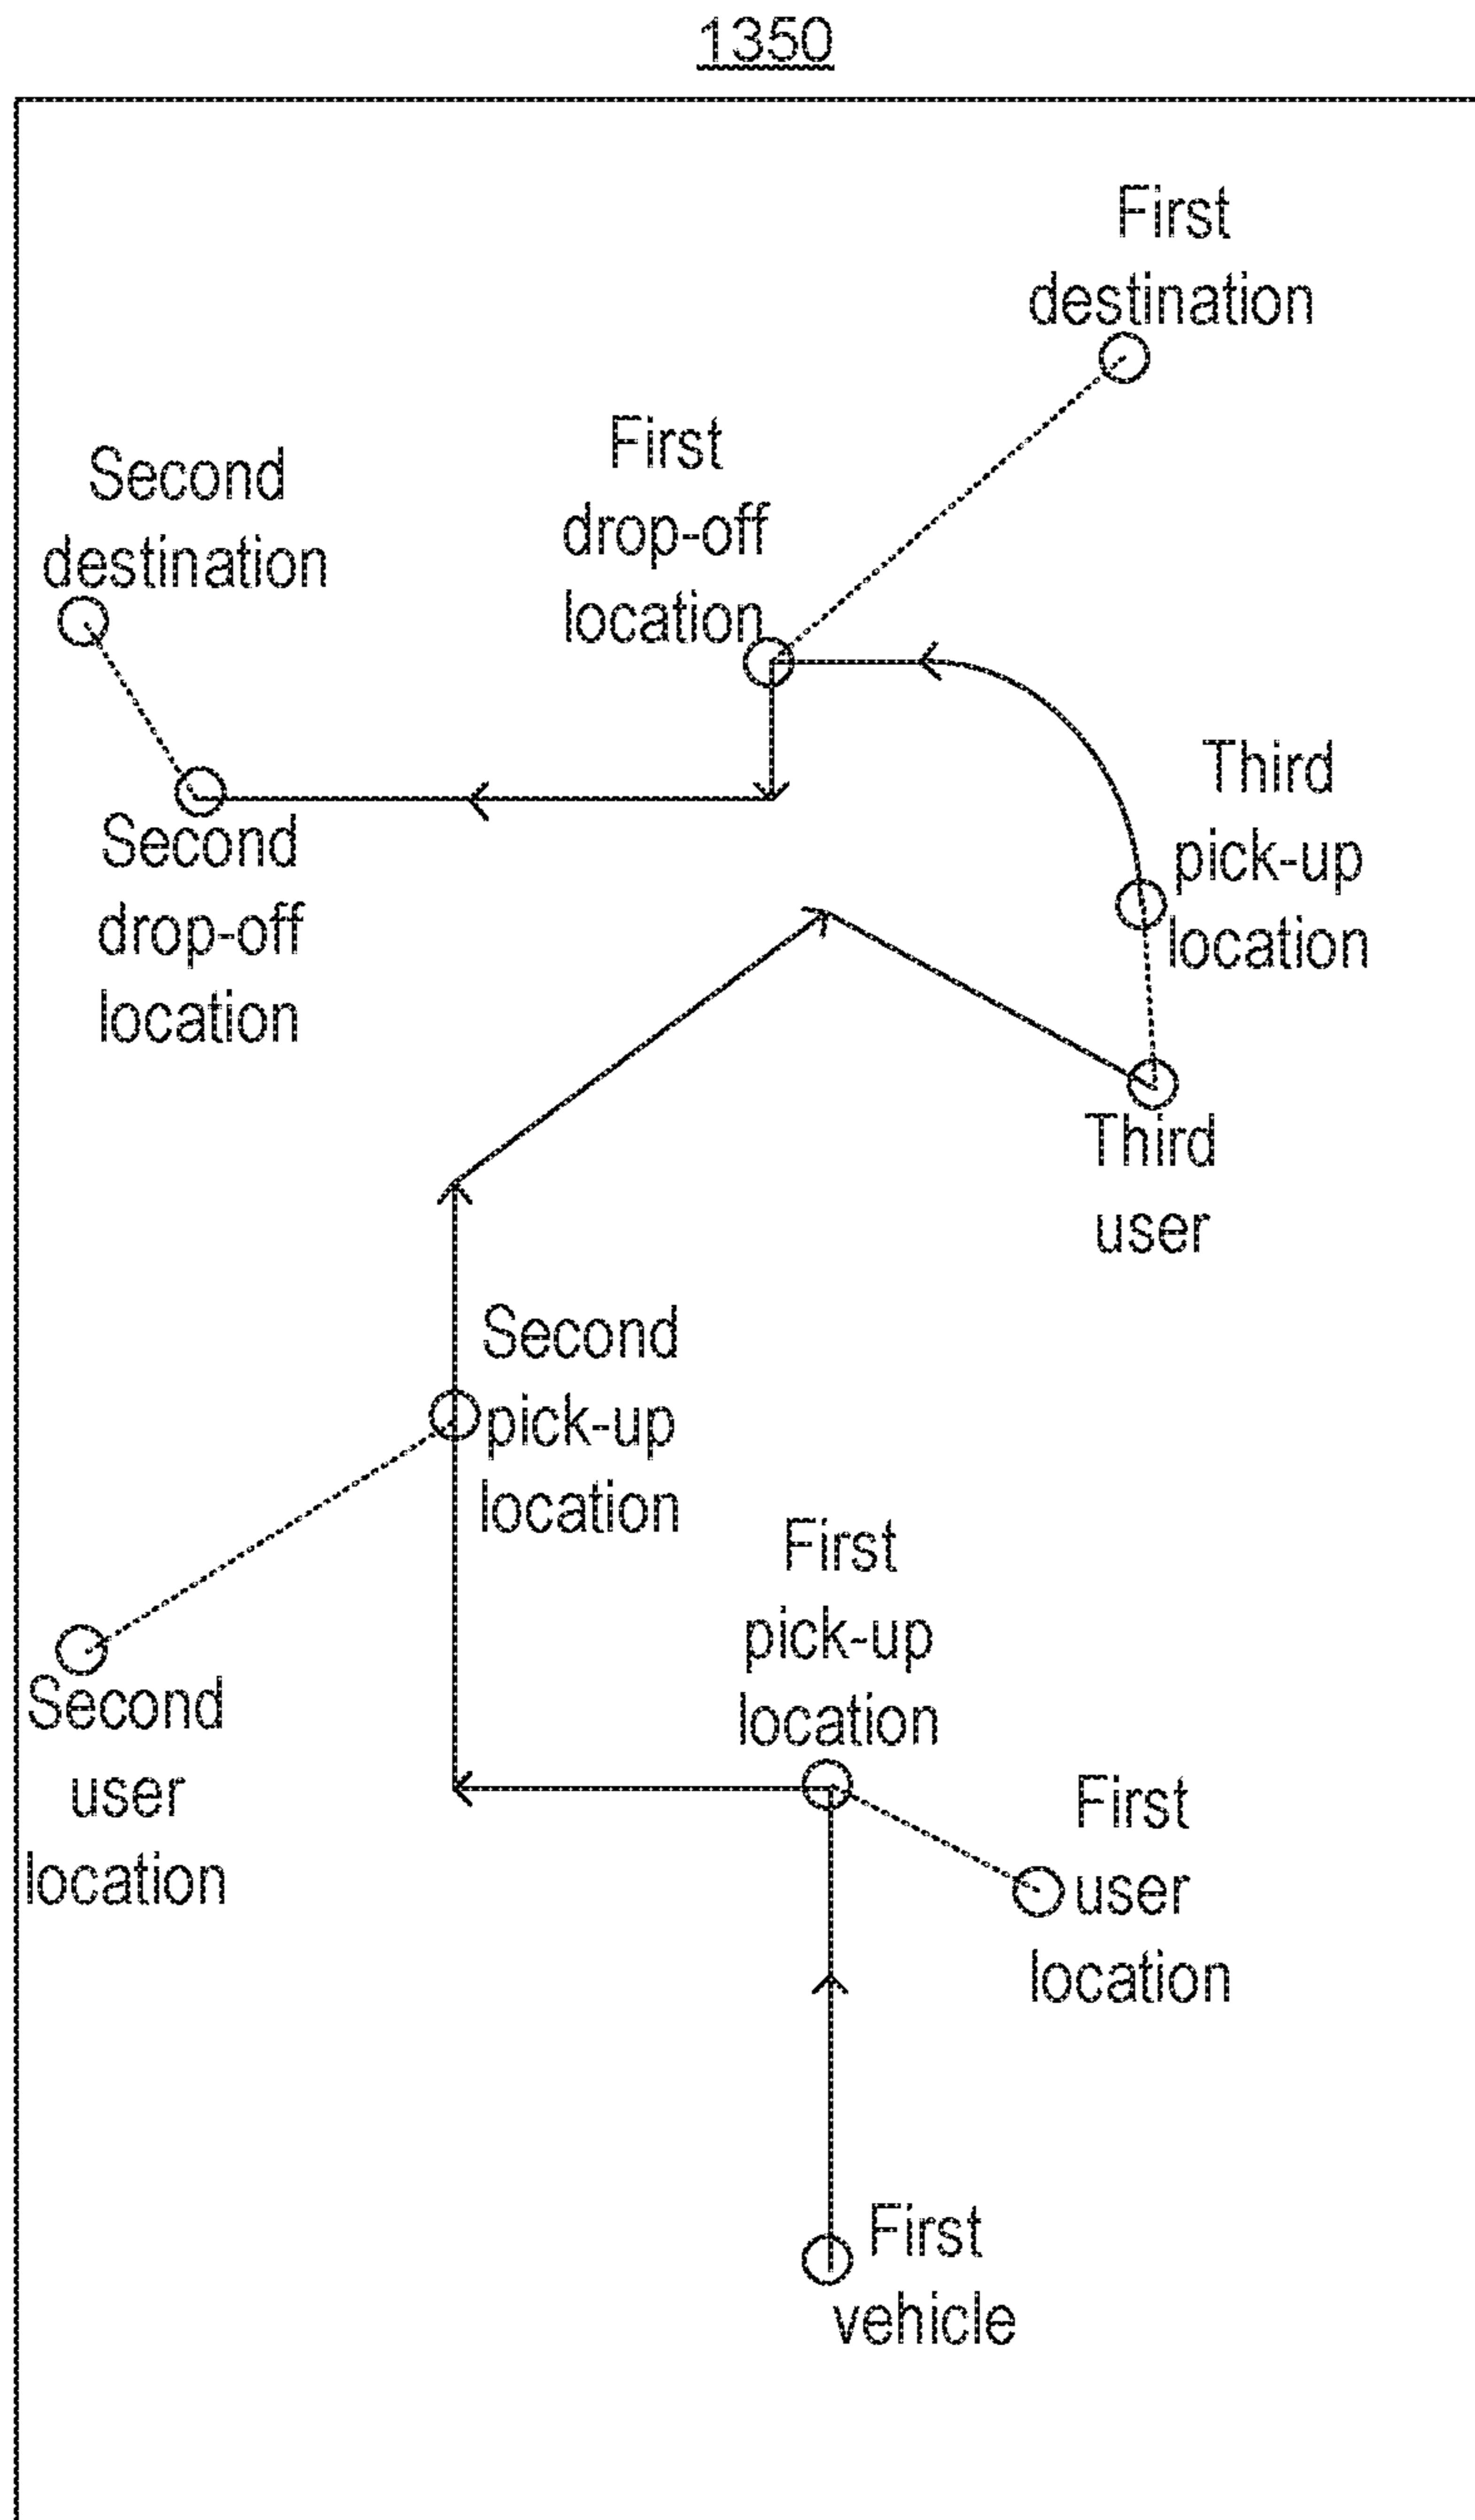 1350
First
destination
First
drop-off
location
Second
destination
Third
pick-up
location
Second
drop-off
location
Third
user
Second
pick-up
location
First
pick-up
location
Second
user
location
First
user
location
First
vehicle